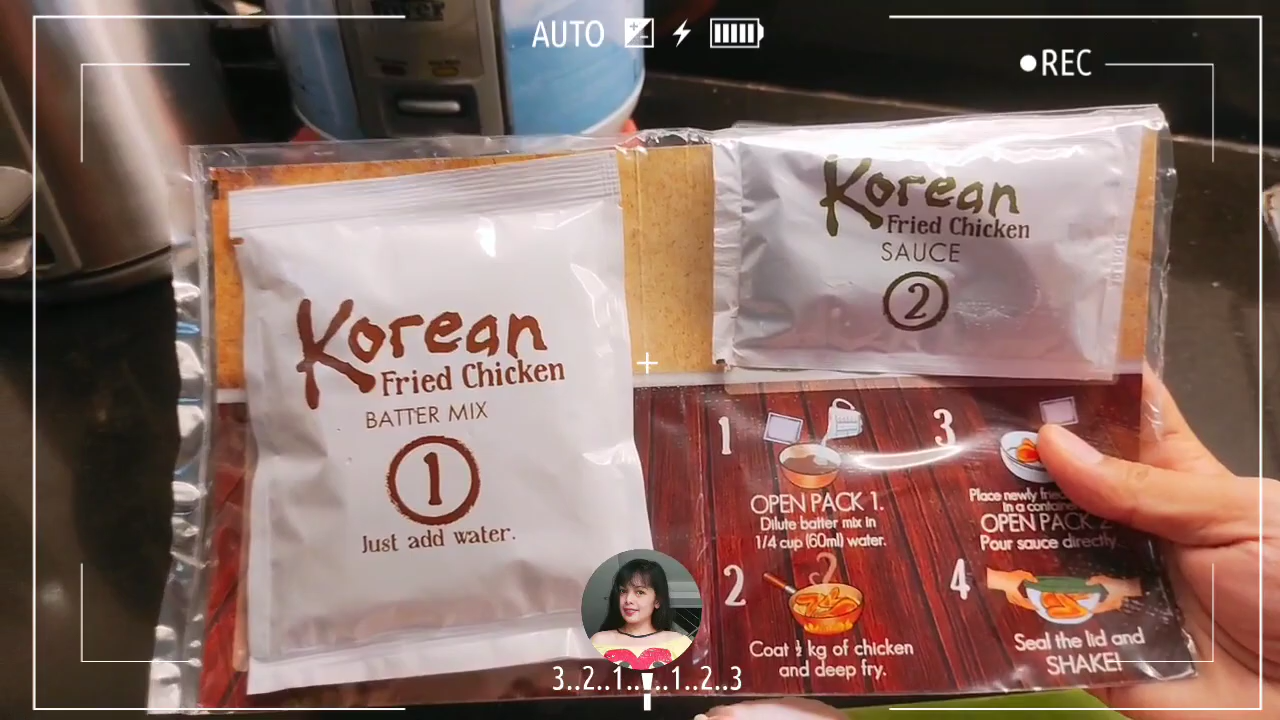 AUTO
REC
Korean
Fried Chicken
BATTER MIX
1
Just add water.
Korean
Fried Chicken
SAUCE
2
1
OPEN PACK 1.
Dilute batter mix in
1/4 cup (60ml) water.
2
Coat ½ kg of chicken
and deep fry.
3
Place newly
in a
OPEN PACK 2
Pour sauce directly
4
Seal the lid and
SHAKE!
3..2..1.. ..1..2..3